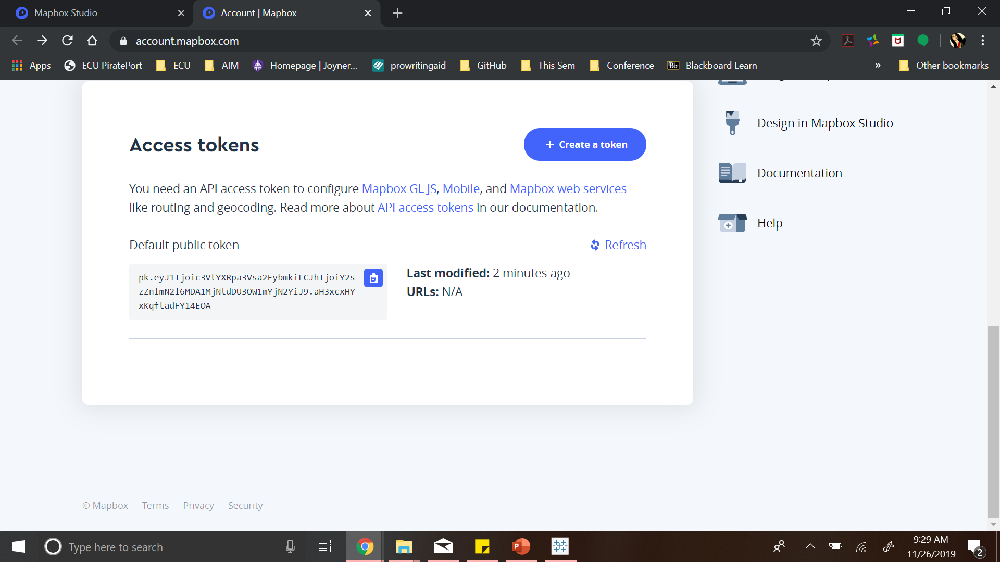 Mapbox Studio
Account | Mapbox
account.mapbox.com
Apps
ECU PiratePort
ECU
AIM
Homepage | Joyner...
prowritingaid
GitHub
This Sem
Conference
Bb
Blackboard Learn
»
Other bookmarks
Access tokens
+ Create a token
You need an API access token to configure Mapbox GL JS, Mobile, and Mapbox web services
like routing and geocoding. Read more about API access tokens in our documentation.
Default public token
Refresh
pk.eyJ1Ijoic3VtYXRpa3Vsa2FybmkiLCJhIjoiY2s
zZnlmN2l6MDA1MjNtdDU3OW1mYjN2YiJ9.aH3xcxHY
xKqftadFY14EOA
Last modified: 2 minutes ago
URLs: N/A
Design in Mapbox Studio
Documentation
Help
© Mapbox
Terms
Privacy
Security
Type here to search
P
9:29 AM
11/26/2019
2